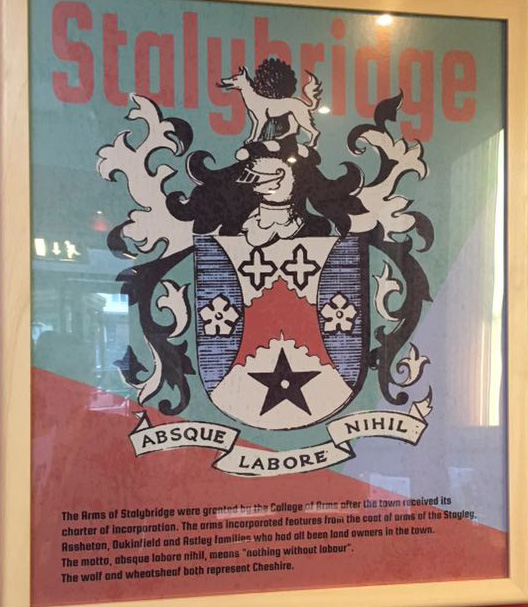 Stalybridge
ABSQUE
LABORE
NIHIL
The Arms of Stalybridge were granted by the College of Arms after the town received its
charter of incorporation. The arms incorporated features from the coat of arms of the Stayley,
Assheton, Dukinfield and Astley families who had all been land owners in the town.
The motto, absque labore nihil, means "nothing without labour".
The wolf and wheatsheaf both represent Cheshire.